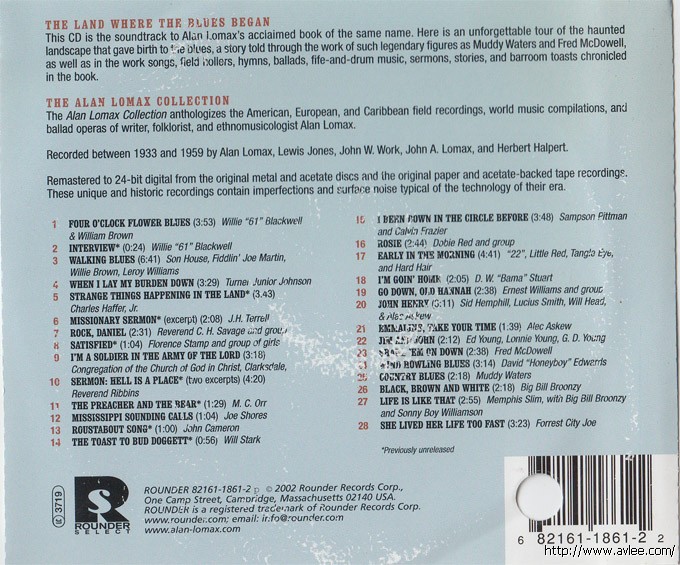 THE LAND WHERE THE BLUES BEGAN
This CD is the soundtrack to Alan Lomax's acclaimed book of the same name. Here is an unforgettable tour of the haunted
landscape that gave birth to the blues, a story told through the work of such legendary figures as Muddy Waters and Fred McDowell,
as well as in the work songs, field hollers, hymns, ballads, fife-and-drum music, sermons, stories, and barroom toasts chronicled
in the book.
THE ALAN LOMAX COLLECTION
The Alan Lomax Collection anthologizes the American, European, and Caribbean field recordings, world music compilations, and
ballad operas of writer, folklorist, and ethnomusicologist Alan Lomax.
Recorded between 1933 and 1959 by Alan Lomax, Lewis Jones, John W. Work, John A. Lomax, and Herbert Halpert.
Remastered to 24-bit digital from the original metal and acetate discs and the original paper and acetate-backed tape recordings.
These unique and historic recordings contain imperfections and surface noise typical of the technology of their era.
1 FOUR O'CLOCK FLOWER BLUES (3:53) Willie "61" Blackwell
& William Brown
2 INTERVIEW* (0:24) Willie "61" Blackwell
3 WALKING BLUES (6:41) Son House, Fiddlin' Joe Martin,
Willie Brown, Leroy Williams
4 WHEN I LAY MY BURDEN DOWN (3:29) Turner Junior Johnson
5 STRANGE THINGS HAPPENING IN THE LAND* (3:43)
Charles Haffer, Jr.
6 MISSIONARY SERMON* (excerpt) (2:08) J.H. Terrell
7 ROCK, DANIEL (2:31) Reverend C. H. Savage and group
8 SATISFIED* (1:04) Florence Stamp and group of girls
9 I'M A SOLDIER IN THE ARMY OF THE LORD (3:18)
Congregation of the Church of God in Christ, Clarksdale,
10 SERMON: HELL IS A PLACE* (two excerpts) (4:20)
Reverend Ribbins
11 THE PREACHER AND THE BEAR* (1:29) M. C. Orr
12 MISSISSIPPI SOUNDING CALLS (1:04) Joe Shores
13 ROUSTABOUT SONG* (1:00) John Cameron
14 THE TOAST TO BUD DOGGETT* (0:56) Will Stark
15 I BEEN DOWN IN THE CIRCLE BEFORE (3:48) Sampson Pittman
and Calvin Frazier
16 ROSIE (2:44) Dobie Red and group
17 EARLY IN THE MORNING (4:41) "22", Little Red, Tangle Eye,
and Hard Hair
18 I'M GOIN' HOME (2:05) D. W. "Bama" Stuart
19 GO DOWN, OLD HANNAH (2:38) Ernest Williams and group
20 JOHN HENRY (3:11) Sid Hemphill, Lucius Smith, Will Head,
& Alec Askew
21 EMMALINE, TAKE YOUR TIME (1:39) Alec Askew
22 JIM AND JOHN (2:12) Ed Young, Lonnie Young, G. D. Young
23 DROP 'EM ON DOWN (2:38) Fred McDowell
24 WIND HOWLING BLUES (3:14) David "Honeyboy" Edwards
25 COUNTRY BLUES (2:18) Muddy Waters
26 BLACK, BROWN AND WHITE (2:18) Big Bill Broonzy
27 LIFE IS LIKE THAT (2:55) Memphis Slim, with Big Bill Broonzy
and Sonny Boy Williamson
28 SHE LIVED HER LIFE TOO FAST (3:23) Forrest City Joe
*Previously unreleased
LC 3719
R
ROUNDER
SELECT
ROUNDER 82161-1861-2 ℗ © 2002 Rounder Records Corp.,
One Camp Street, Cambridge, Massachusetts 02140 USA.
ROUNDER is a registered trademark of Rounder Records Corp.
www.rounder.com; email: info@rounder.com
www.alan-lomax.com
6 82161-1861-2 2
http://www.avlee.com/